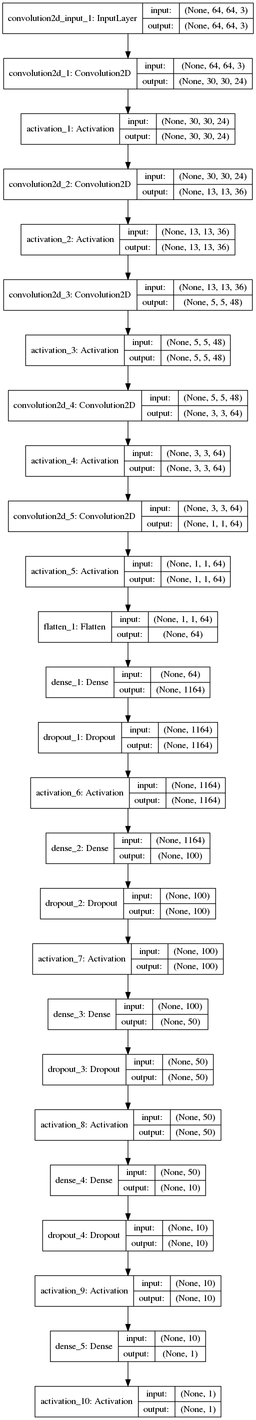 convolution2d_input_1: InputLayer input: (None, 64, 64, 3)
output: (None, 64, 64, 3)
convolution2d_1: Convolution2D input: (None, 64, 64, 3)
output: (None, 30, 30, 24)
activation_1: Activation input: (None, 30, 30, 24)
output: (None, 30, 30, 24)
convolution2d_2: Convolution2D input: (None, 30, 30, 24)
output: (None, 13, 13, 36)
activation_2: Activation input: (None, 13, 13, 36)
output: (None, 13, 13, 36)
convolution2d_3: Convolution2D input: (None, 13, 13, 36)
output: (None, 5, 5, 48)
activation_3: Activation input: (None, 5, 5, 48)
output: (None, 5, 5, 48)
convolution2d_4: Convolution2D input: (None, 5, 5, 48)
output: (None, 3, 3, 64)
activation_4: Activation input: (None, 3, 3, 64)
output: (None, 3, 3, 64)
convolution2d_5: Convolution2D input: (None, 3, 3, 64)
output: (None, 1, 1, 64)
activation_5: Activation input: (None, 1, 1, 64)
output: (None, 1, 1, 64)
flatten_1: Flatten input: (None, 1, 1, 64)
output: (None, 64)
dense_1: Dense input: (None, 64)
output: (None, 1164)
dropout_1: Dropout input: (None, 1164)
output: (None, 1164)
activation_6: Activation input: (None, 1164)
output: (None, 1164)
dense_2: Dense input: (None, 1164)
output: (None, 100)
dropout_2: Dropout input: (None, 100)
output: (None, 100)
activation_7: Activation input: (None, 100)
output: (None, 100)
dense_3: Dense input: (None, 100)
output: (None, 50)
dropout_3: Dropout input: (None, 50)
output: (None, 50)
activation_8: Activation input: (None, 50)
output: (None, 50)
dense_4: Dense input: (None, 50)
output: (None, 10)
dropout_4: Dropout input: (None, 10)
output: (None, 10)
activation_9: Activation input: (None, 10)
output: (None, 10)
dense_5: Dense input: (None, 10)
output: (None, 1)
activation_10: Activation input: (None, 1)
output: (None, 1)